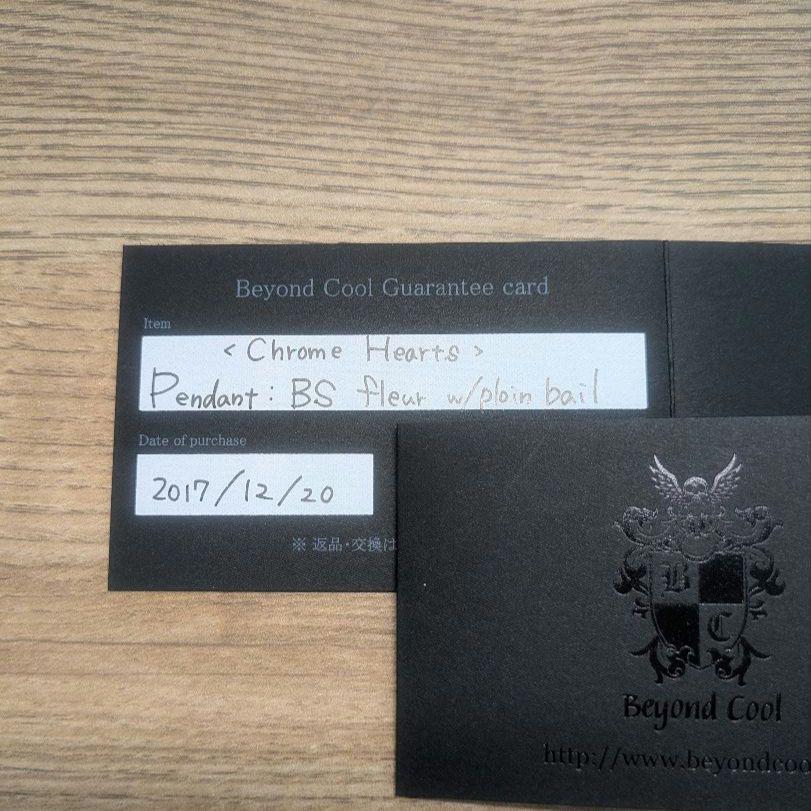 Beyond Cool Guarantee card
Item
< Chrome Hearts >
Pendant: BS fleur w/plain bail
Date of purchase
2017/12/20
※ 返品・交換は
B
C
Beyond Cool
http://www.beyondcoo